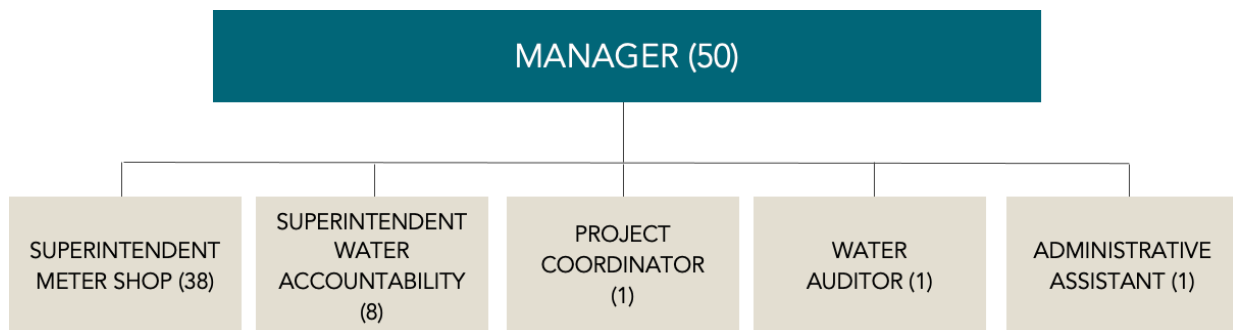 MANAGER (50)
SUPERINTENDENT
METER SHOP (38)
SUPERINTENDENT
WATER
ACCOUNTABILITY
(8)
PROJECT
COORDINATOR
(1)
WATER
AUDITOR (1)
ADMINISTRATIVE
ASSISTANT (1)